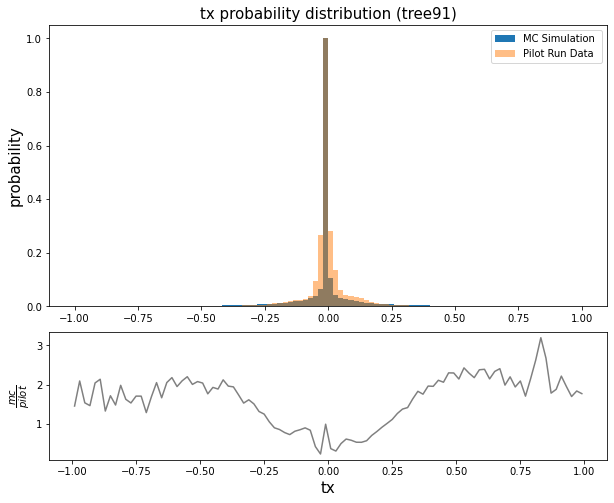 tx probability distribution (tree91)
MC Simulation
Pilot Run Data
probability
1.0
0.8
0.6
0.4
0.2
0.0
−1.00 −0.75 −0.50 −0.25 0.00 0.25 0.50 0.75 1.00
mc
pilot
3
2
1
−1.00 −0.75 −0.50 −0.25 0.00 0.25 0.50 0.75 1.00
tx